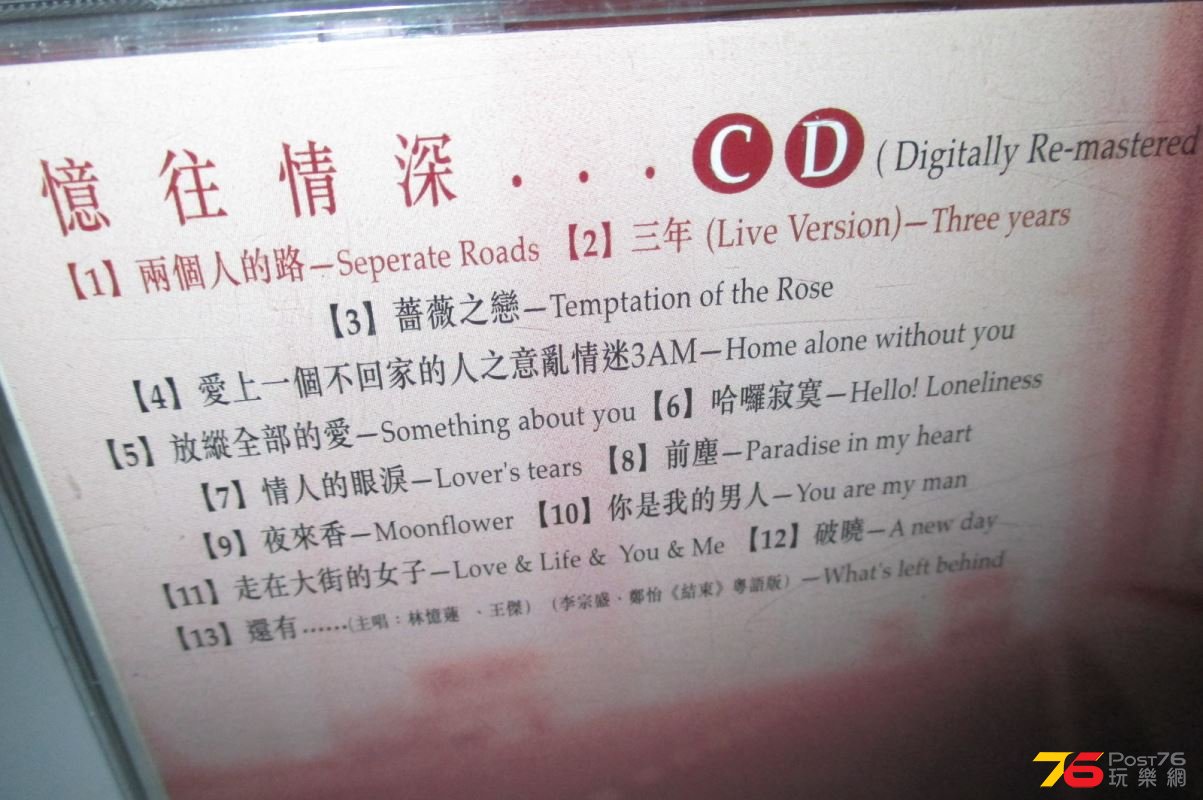 憶往情深...CD (Digitally Re-mastered
【1】兩個人的路—Seperate Roads 【2】三年 (Live Version)—Three years
【3】薔薇之戀—Temptation of the Rose
【4】愛上一個不回家的人之意亂情迷3AM—Home alone without you
【5】放縱全部的愛—Something about you【6】哈囉寂寞—Hello! Loneliness
【7】情人的眼淚—Lover's tears 【8】前塵—Paradise in my heart
【9】夜來香—Moonflower 【10】你是我的男人—You are my man
【11】走在大街的女子—Love & Life & You & Me 【12】破曉—A new day
【13】還有......(主唱：林憶蓮、王傑) (李宗盛、鄭怡《結束》粵語版) —What's left behind
76 Post76
玩樂網